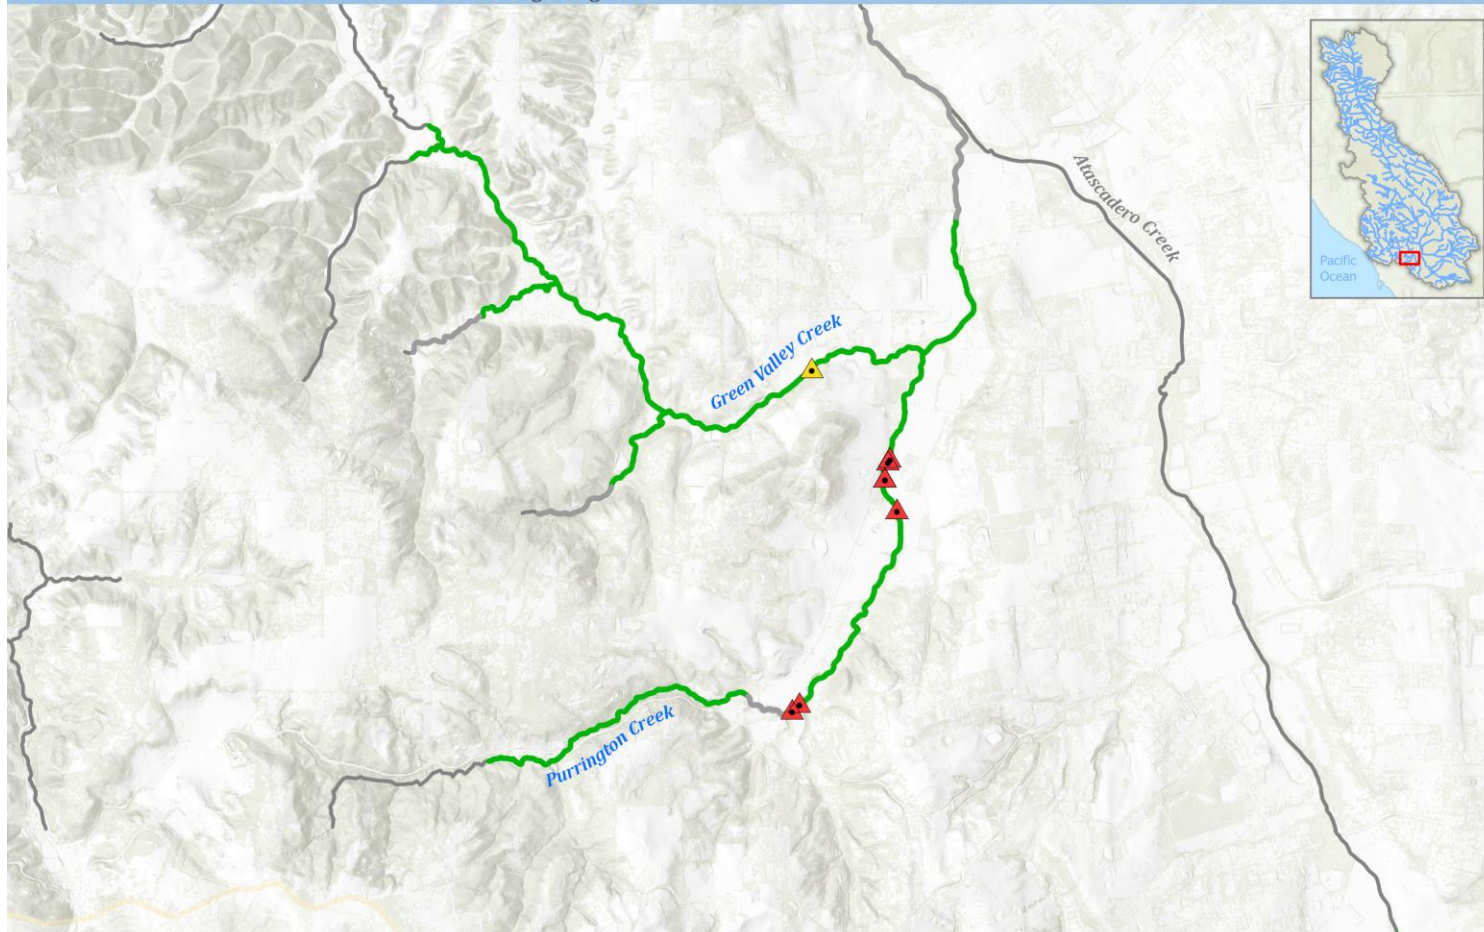 Atascadero Creek
Pacific
Ocean
Green Valley Creek
Purrington Creek